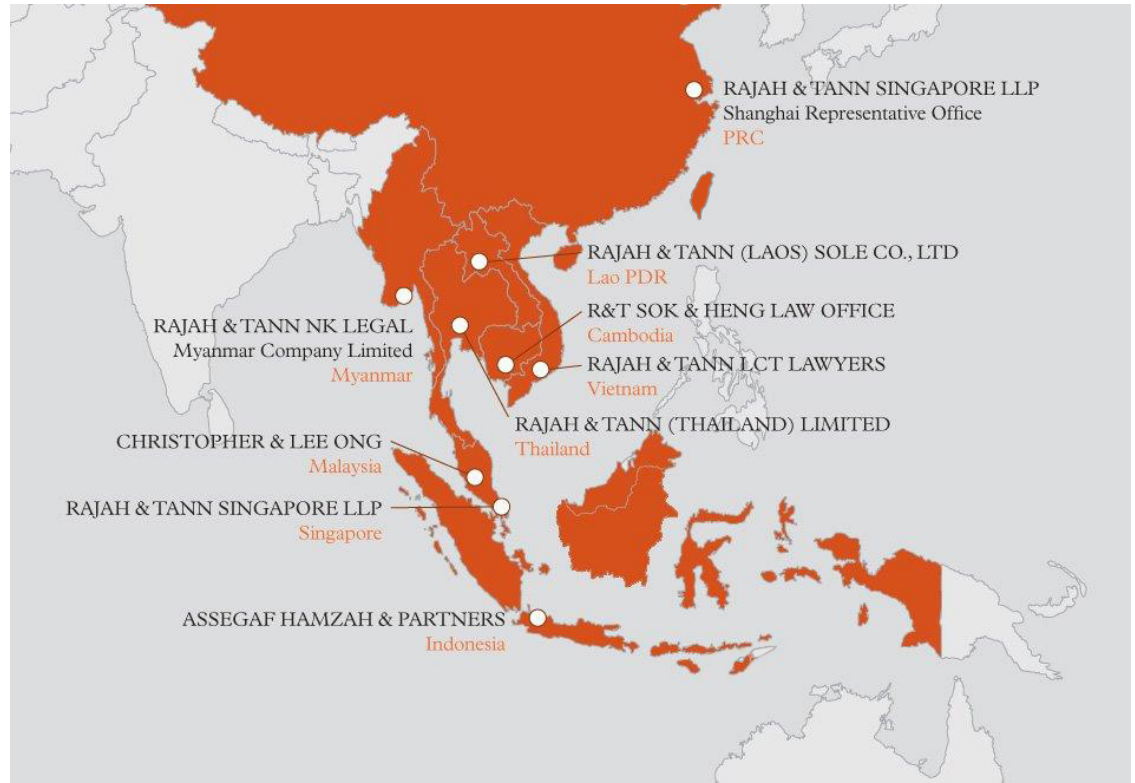 RAJAH & TANN SINGAPORE LLP
Shanghai Representative Office
PRC
RAJAH & TANN (LAOS) SOLE CO., LTD
Lao PDR
R&T SOK & HENG LAW OFFICE
Cambodia
RAJAH & TANN NK LEGAL
Myanmar Company Limited
Myanmar
RAJAH & TANN LCT LAWYERS
Vietnam
RAJAH & TANN (THAILAND) LIMITED
Thailand
CHRISTOPHER & LEE ONG
Malaysia
RAJAH & TANN SINGAPORE LLP
Singapore
ASSEGAF HAMZAH & PARTNERS
Indonesia